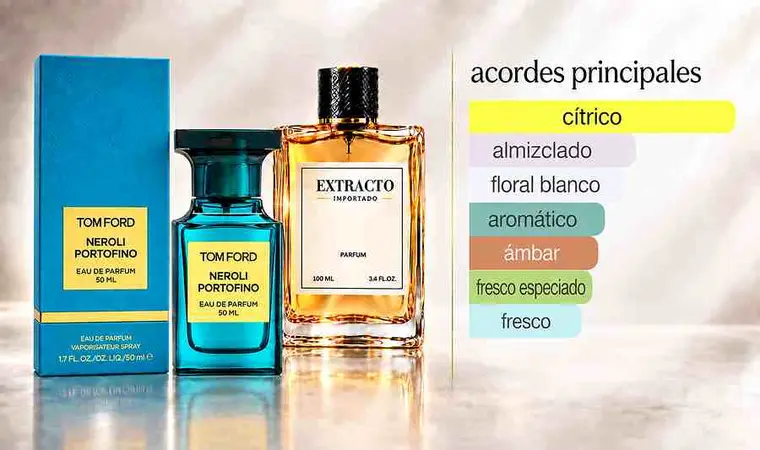 TOM FORD
NEROLI
PORTOFINO
EAU DE PARFUM
50 ML
EAU DE PARFUM
VAPORISATEUR SPRAY
1.7 FL. OZ./OZ. LIQ./50 ml e
TOM FORD
NEROLI
PORTOFINO
EAU DE PARFUM
50 ML
EXTRACTO
IMPORTADO
PARFUM
100 ML 3.4 FL.OZ.
acordes principales
cítrico
almizclado
floral blanco
aromático
ámbar
fresco especiado
fresco